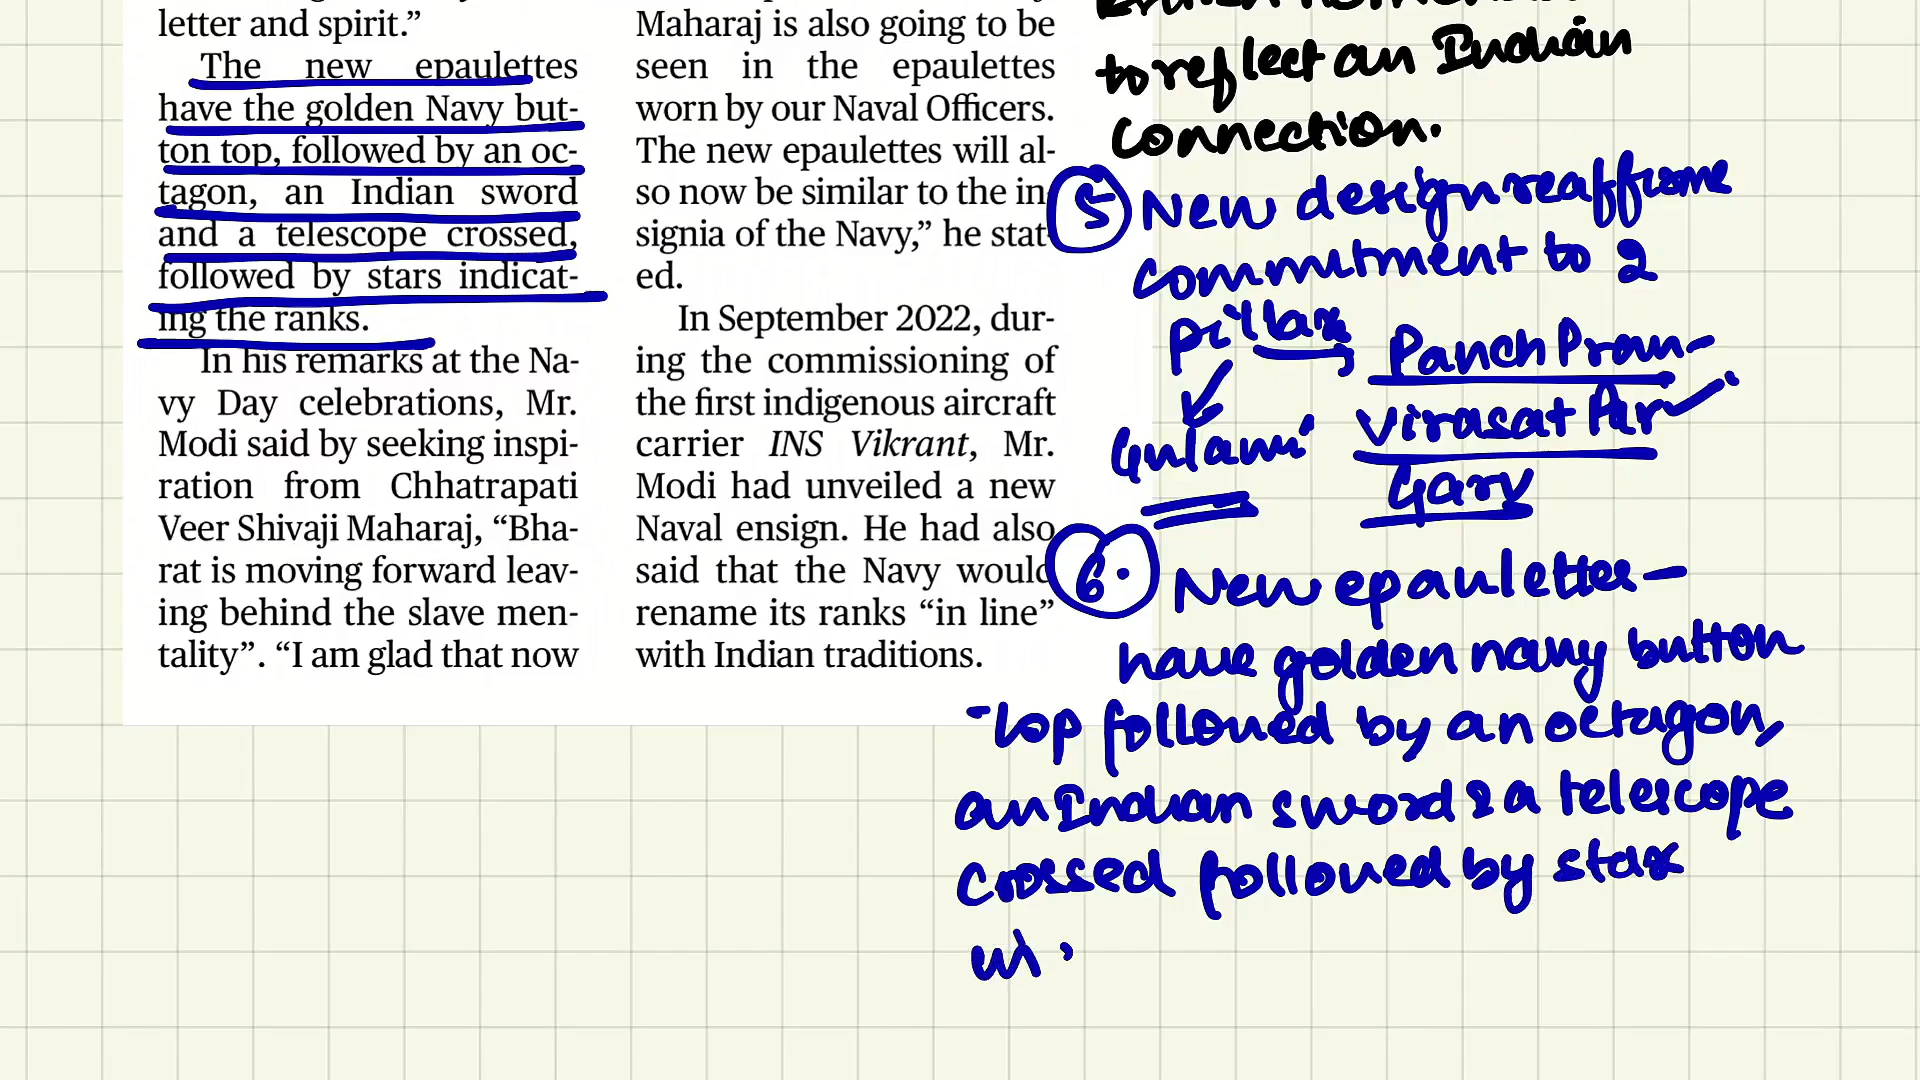 letter and spirit.”
The new epaulettes
have the golden Navy but-
ton top, followed by an oc-
tagon, an Indian sword
and a telescope crossed,
followed by stars indicat-
ing the ranks.
In his remarks at the Na-
vy Day celebrations, Mr.
Modi said by seeking inspi-
ration from Chhatrapati
Veer Shivaji Maharaj, “Bha-
rat is moving forward leav-
ing behind the slave men-
tality”. “I am glad that now
Maharaj is also going to be
seen in the epaulettes
worn by our Naval Officers.
The new epaulettes will al-
so now be similar to the in-
signia of the Navy,” he stat-
ed.
In September 2022, dur-
ing the commissioning of
the first indigenous aircraft
carrier INS Vikrant, Mr.
Modi had unveiled a new
Naval ensign. He had also
said that the Navy would
rename its ranks “in line”
with Indian traditions.
to reflect an Indian
connection.
5 New design reaffirms
commitment to 2
pillars
Panch Pran-
Virasat Par
Garv
Gulami
6. New epaulettes –
have golden navy button
top followed by an octagon,
an Indian sword & a telescope
crossed followed by stars